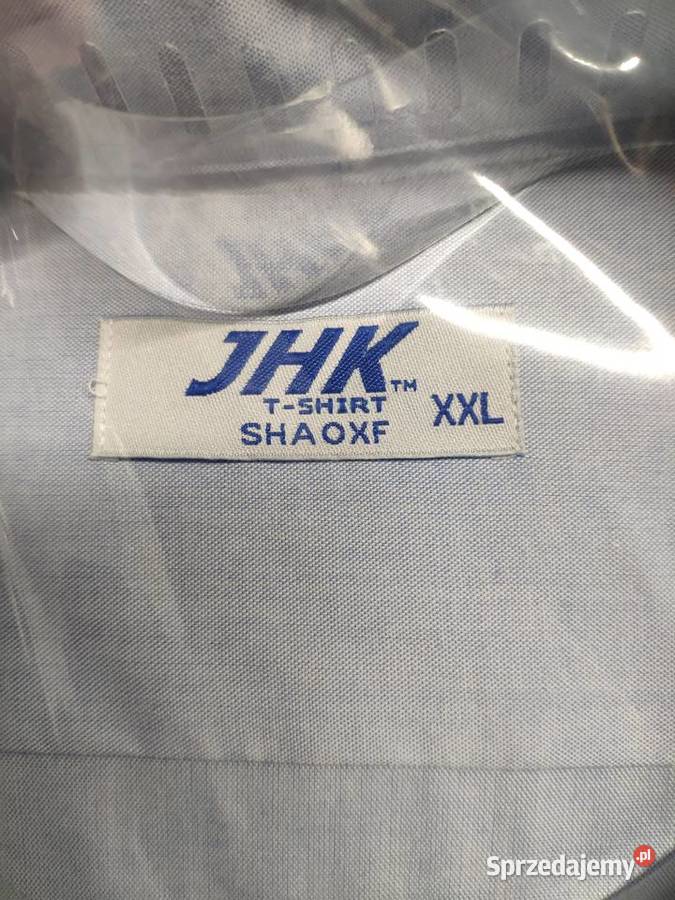 JHK™
T-SHIRT
SHAOXF
XXL
Sprzedajemy.pl